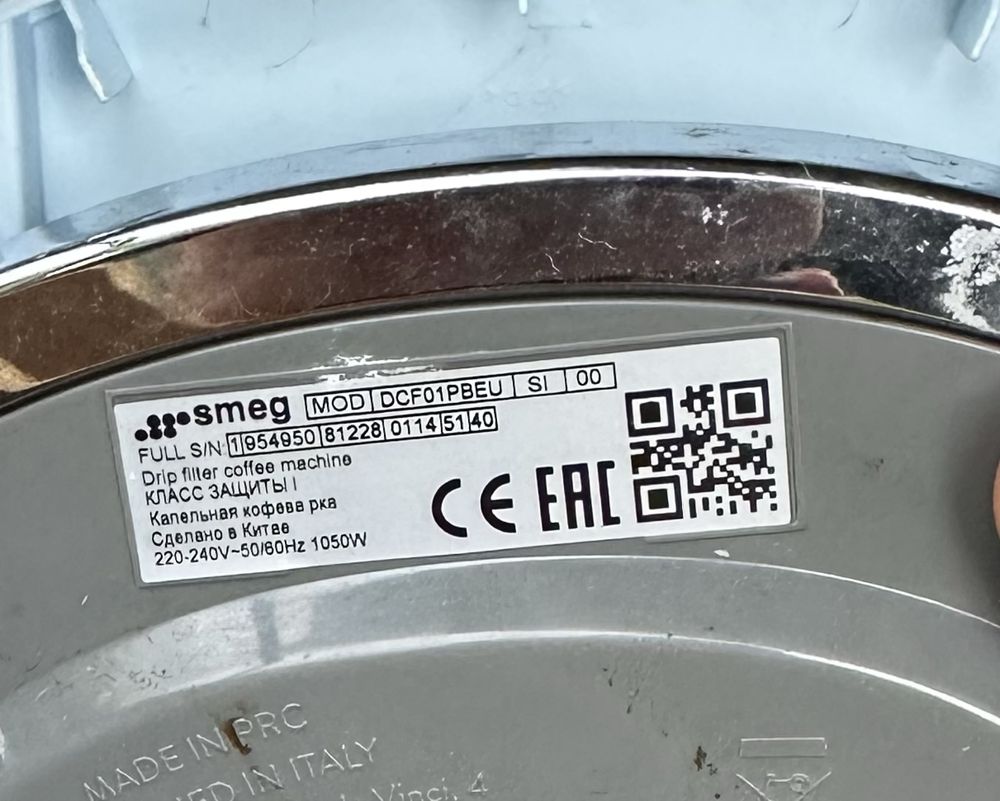 smeg MOD DCF01PBEU SI 00
FULL S/N 1 954950 81228 0114 51 40
Drip filter coffee machine
КЛАСС ЗАЩИТЫ I
Капельная кофева рка
Сделано в Китае
220-240V~50/60Hz 1050W
CE EAC
MADE IN PRC
IN ITALY
Vinci, 4